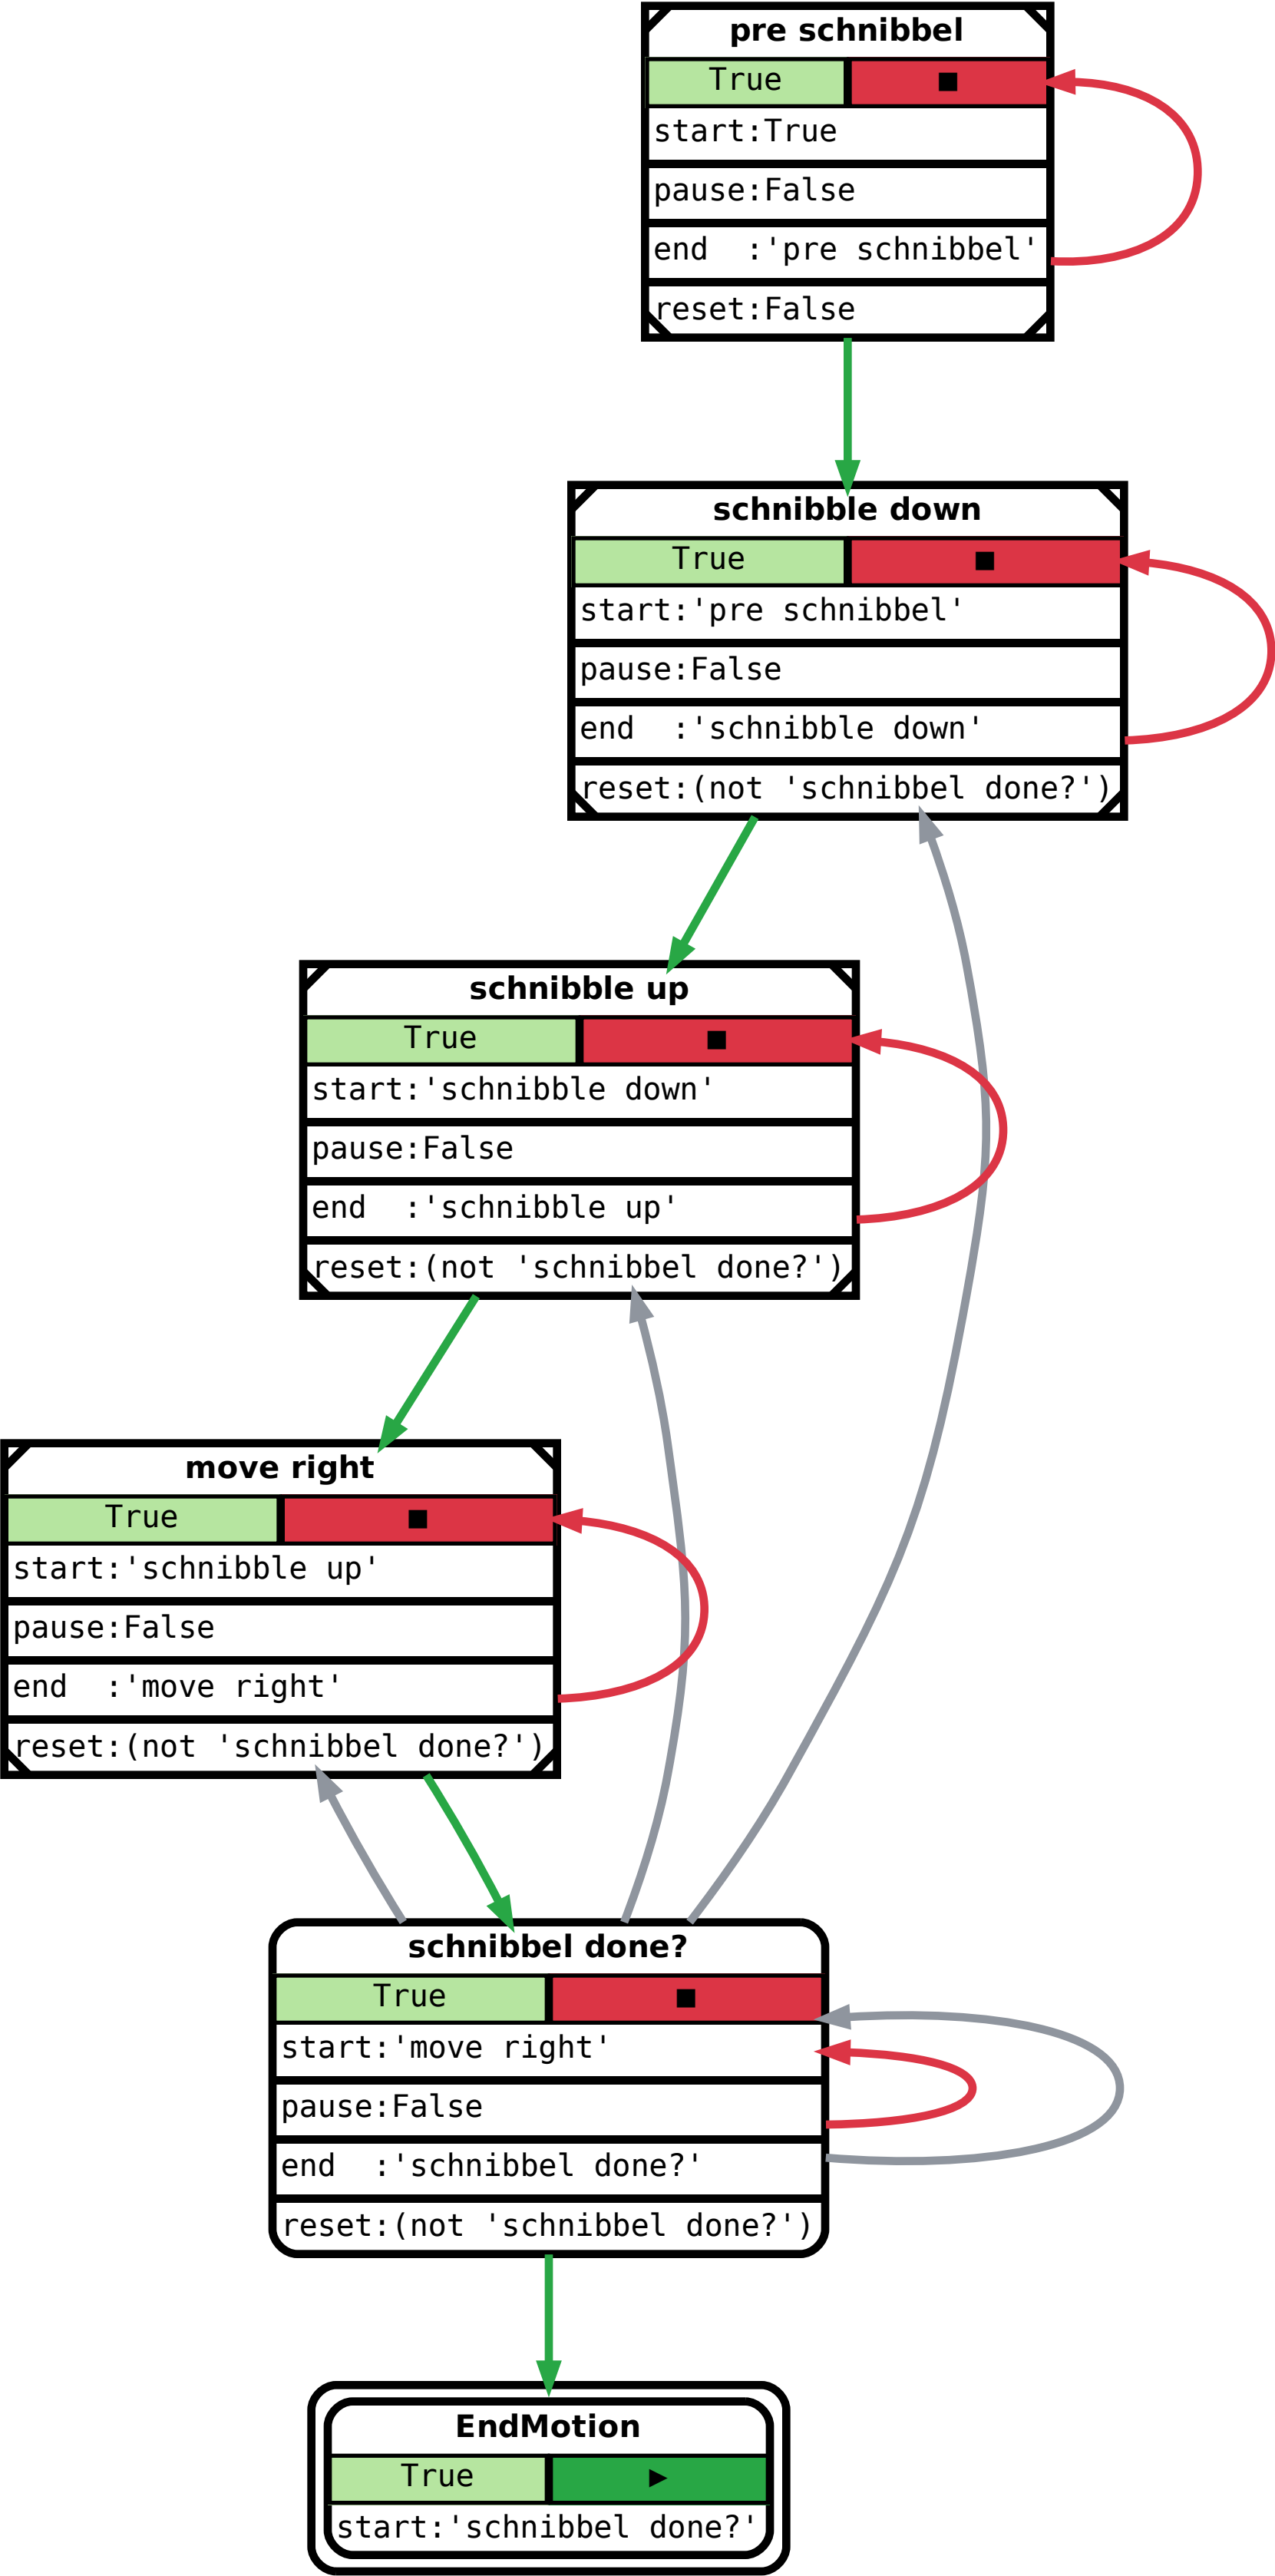 pre schnibbel
True ■
start:True
pause:False
end  :'pre schnibbel'
reset:False
schnibble down
True ■
start:'pre schnibbel'
pause:False
end  :'schnibble down'
reset:(not 'schnibbel done?')
schnibble up
True ■
start:'schnibble down'
pause:False
end  :'schnibble up'
reset:(not 'schnibbel done?')
move right
True ■
start:'schnibble up'
pause:False
end  :'move right'
reset:(not 'schnibbel done?')
schnibbel done?
True ■
start:'move right'
pause:False
end  :'schnibbel done?'
reset:(not 'schnibbel done?')
EndMotion
True ▶
start:'schnibbel done?'